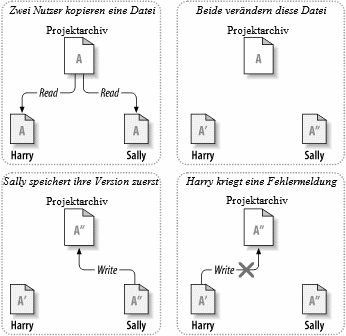 Zwei Nutzer kopieren eine Datei
Projektarchiv
A
Read
Read
A
A
Harry
Sally
Beide verändern diese Datei
Projektarchiv
A
A'
A"
Harry
Sally
Sally speichert ihre Version zuerst
Projektarchiv
A"
Write
A'
A"
Harry
Sally
Harry kriegt eine Fehlermeldung
Projektarchiv
A"
Write
A'
A"
Harry
Sally